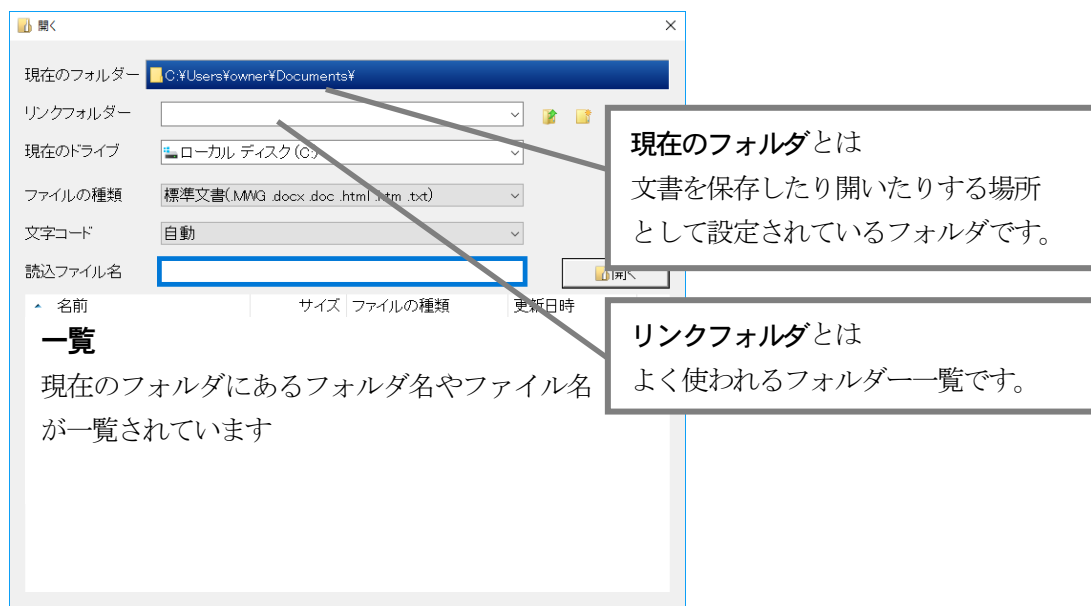 開く
現在のフォルダー C:¥Users¥owner¥Documents¥
リンクフォルダー
現在のドライブ ローカル ディスク (C:)
ファイルの種類 標準文書(.MWG .docx .doc .html .htm .txt)
文字コード 自動
読込ファイル名 開く
名前 サイズ ファイルの種類 更新日時
一覧
現在のフォルダにあるフォルダ名やファイル名
が一覧されています
現在のフォルダとは
文書を保存したり開いたりする場所
として設定されているフォルダです。
リンクフォルダとは
よく使われるフォルダー一覧です。